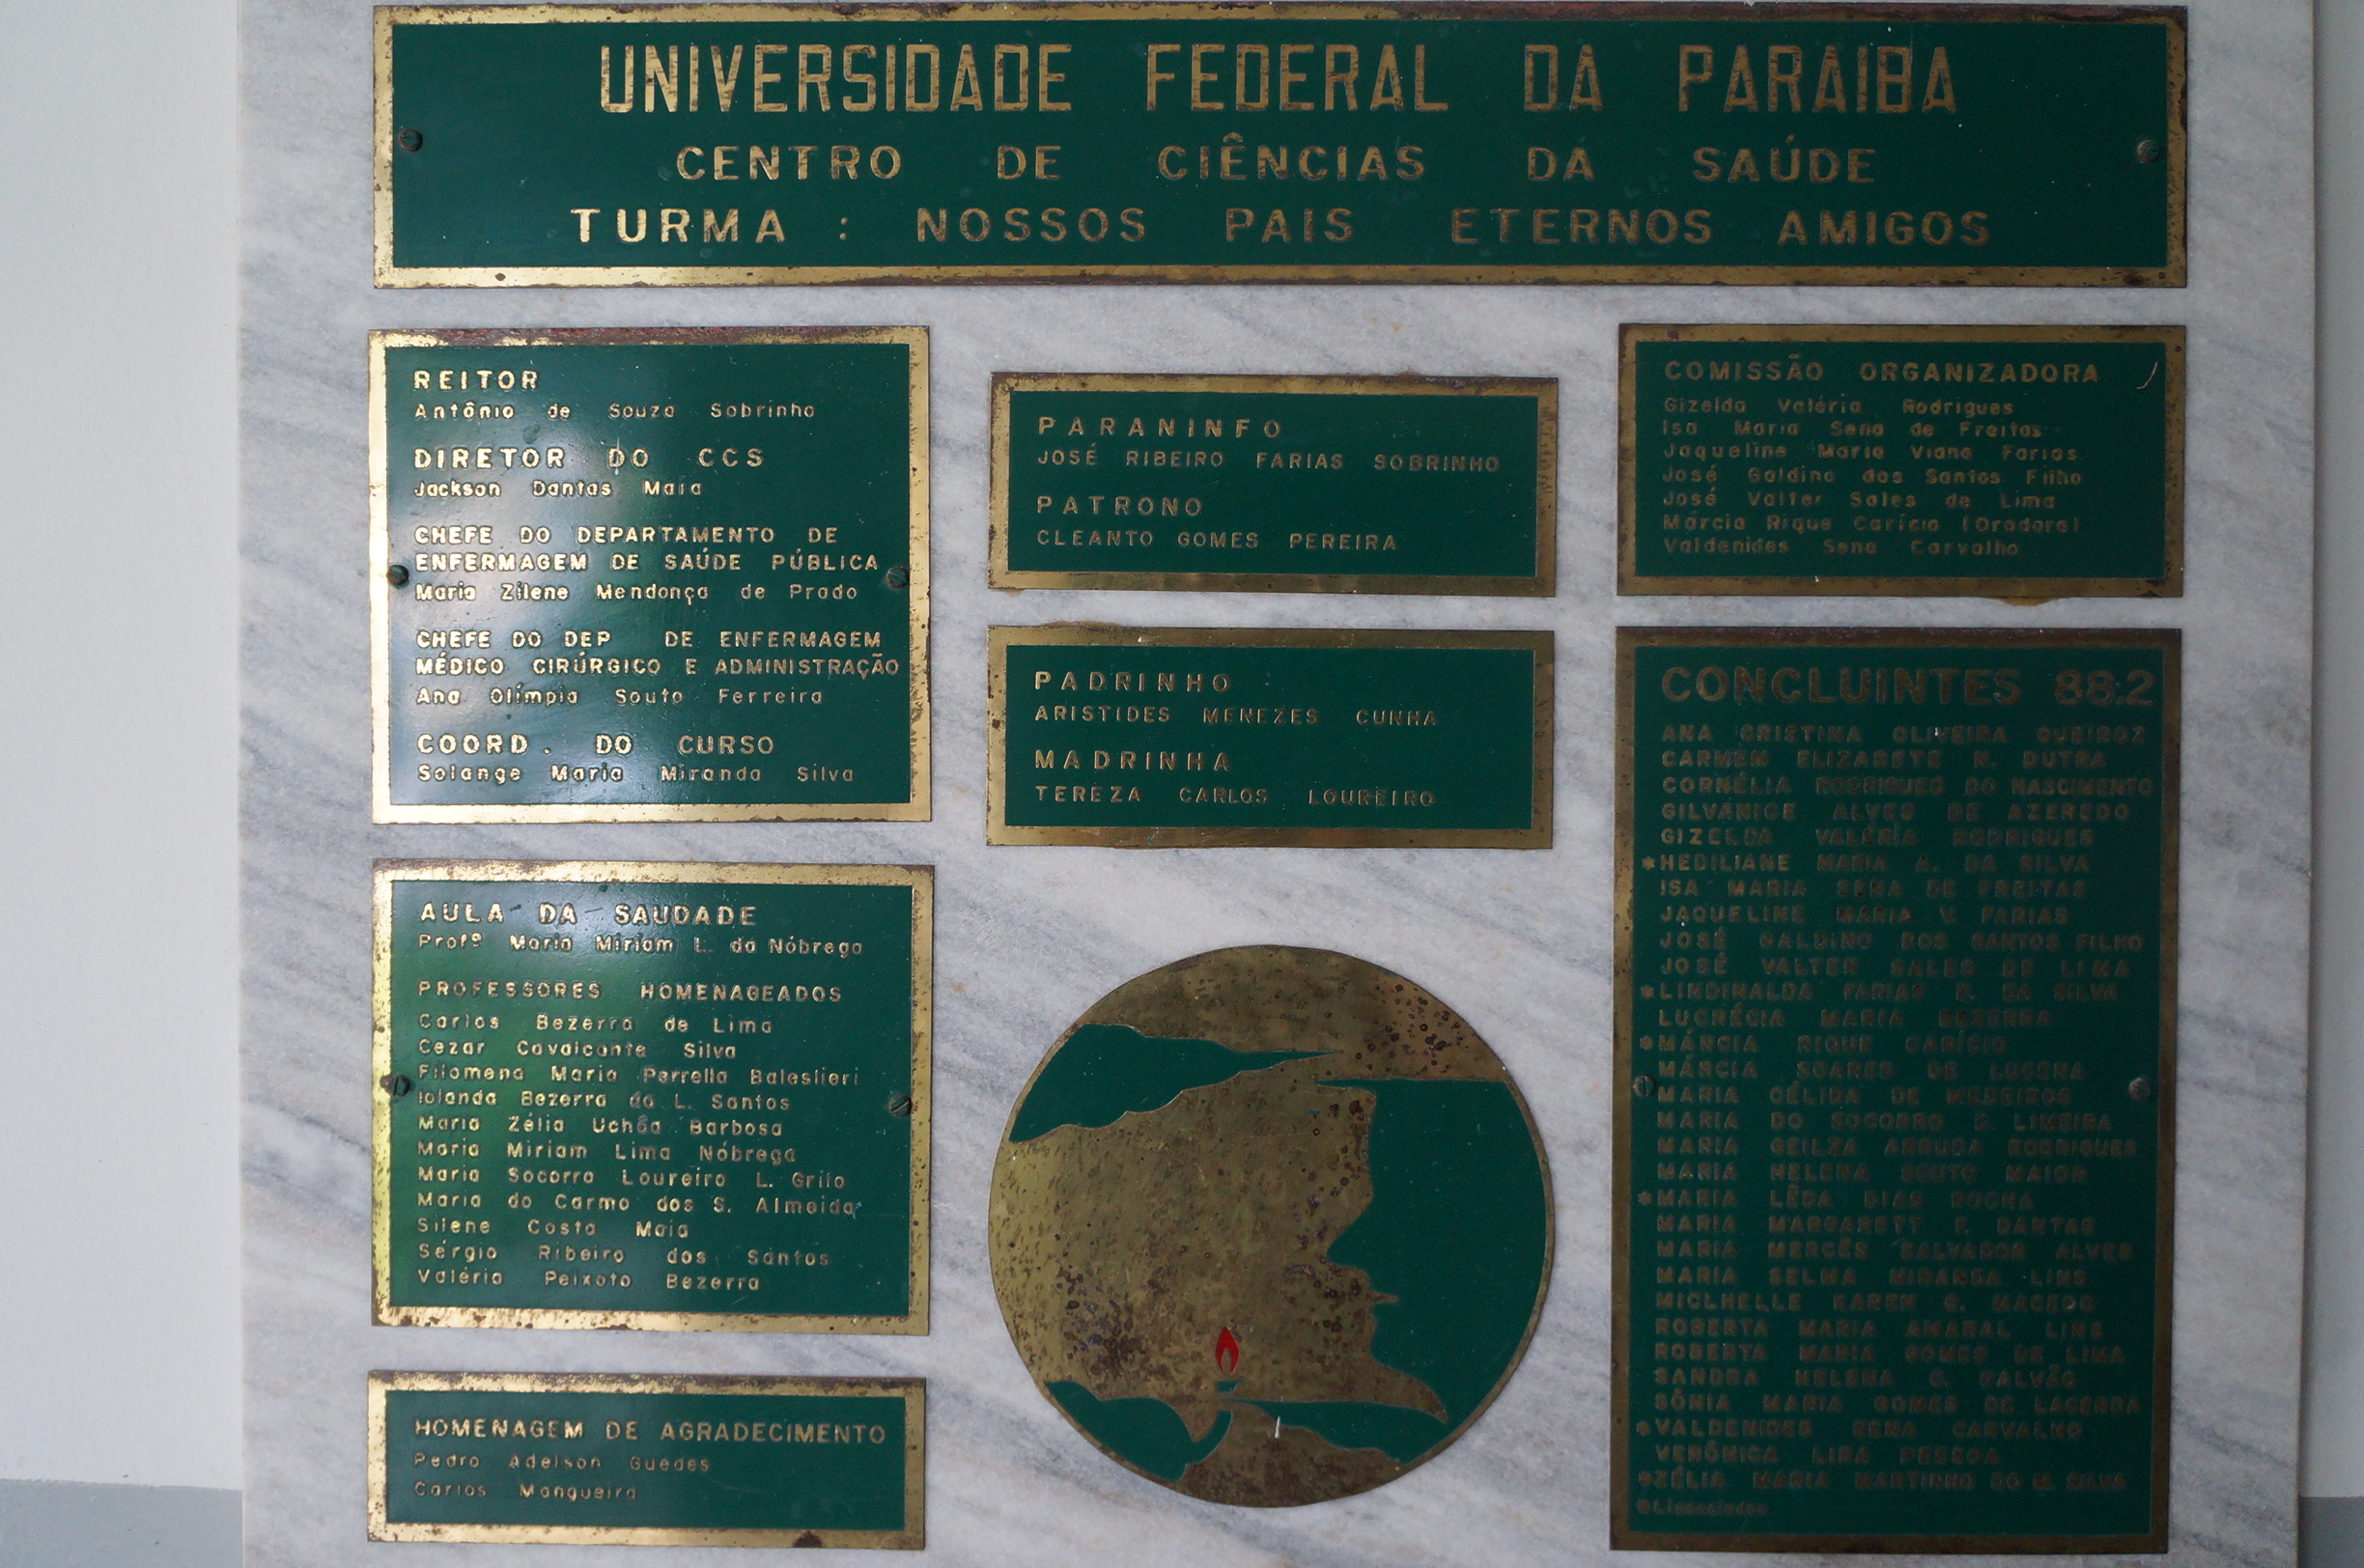 UNIVERSIDADE FEDERAL DA PARAIBA
CENTRO DE CIÊNCIAS DA SAÚDE
TURMA : NOSSOS PAIS ETERNOS AMIGOS
REITOR
Antônio de Souza Sobrinho
DIRETOR DO CCS
Jackson Dantas Maia
CHEFE DO DEPARTAMENTO DE
ENFERMAGEM DE SAÚDE PÚBLICA
Maria Zilene Mendonça de Prado
CHEFE DO DEP DE ENFERMAGEM
MÉDICO CIRÚRGICO E ADMINISTRAÇÃO
Ana Olímpia Souto Ferreira
COORD. DO CURSO
Solange Maria Miranda Silva
AULA DA SAUDADE
Profª Maria Miriam L. da Nóbrega
PROFESSORES HOMENAGEADOS
Carlos Bezerra de Lima
Cezar Cavalcante Silva
Filomena Maria Perrella Baleslieri
Iolanda Bezerra da L. Santos
Maria Zélia Uchôa Barbosa
Maria Miriam Lima Nóbrega
Maria Socorro Loureiro L. Grilo
Maria do Carmo dos S. Almeida
Silene Costa Maia
Sérgio Ribeiro dos Santos
Valéria Peixoto Bezerra
HOMENAGEM DE AGRADECIMENTO
Pedro Adelson Guedes
Carlos Mangueira
PARANINFO
JOSÉ RIBEIRO FARIAS SOBRINHO
PATRONO
CLEANTO GOMES PEREIRA
PADRINHO
ARISTIDES MENEZES CUNHA
MADRINHA
TEREZA CARLOS LOUREIRO
COMISSÃO ORGANIZADORA
Gizelda Valéria Rodrigues
Isa Maria Sena de Freitas
Jaqueline Maria Viana Farias
José Galdino dos Santos Filho
José Valter Sales de Lima
Márcia Rique Carício (Oradora)
Valdenides Sena Carvalho
CONCLUINTES 88:2
ANA CRISTINA OLIVEIRA QUEIROZ
CARMEM ELIZABETE N. DUTRA
CORNÉLIA RODRIGUES DO NASCIMENTO
GILVÂNICE ALVES DE AZEREDO
GIZELDA VALÉRIA RODRIGUES
*HEDILIANE MARIA A. DA SILVA
ISA MARIA SENA DE FREITAS
JAQUELINE MARIA V. FARIAS
JOSÉ GALDINO DOS SANTOS FILHO
JOSÉ VALTER SALES DE LIMA
*LINDINALDA FARIAS DA SILVA
LUCRÉCIA MARIA BEZERRA
*MÁRCIA RIQUE CARÍCIO
MÁRCIA SOARES DE LUCENA
MARIA CÉLIDA DE MEDEIROS
MARIA DO SOCORRO LIMEIRA
MARIA GEILZA ARRUDA RODRIGUES
MARIA HELENA SOUTO MAIOR
*MARIA LÊDA DIAS ROCHA
MARIA MARGARETT F. DANTAS
MARIA MERCÊS SALVADOR ALVES
MARIA SELMA MIRANDA LINS
MICLHELLE KAREN MACEDO
ROBERTA MARIA AMARAL LINS
ROBERTA MARIA GOMES DE LIMA
SANDRA HELENA C. GALVÃO
SÔNIA MARIA GOMES DE LACERDA
*VALDENIDES SENA CARVALHO
VERÔNICA LIRA PESSOA
*ZÉLIA MARIA MARTINHO DO M. SILVA
*Licenciados